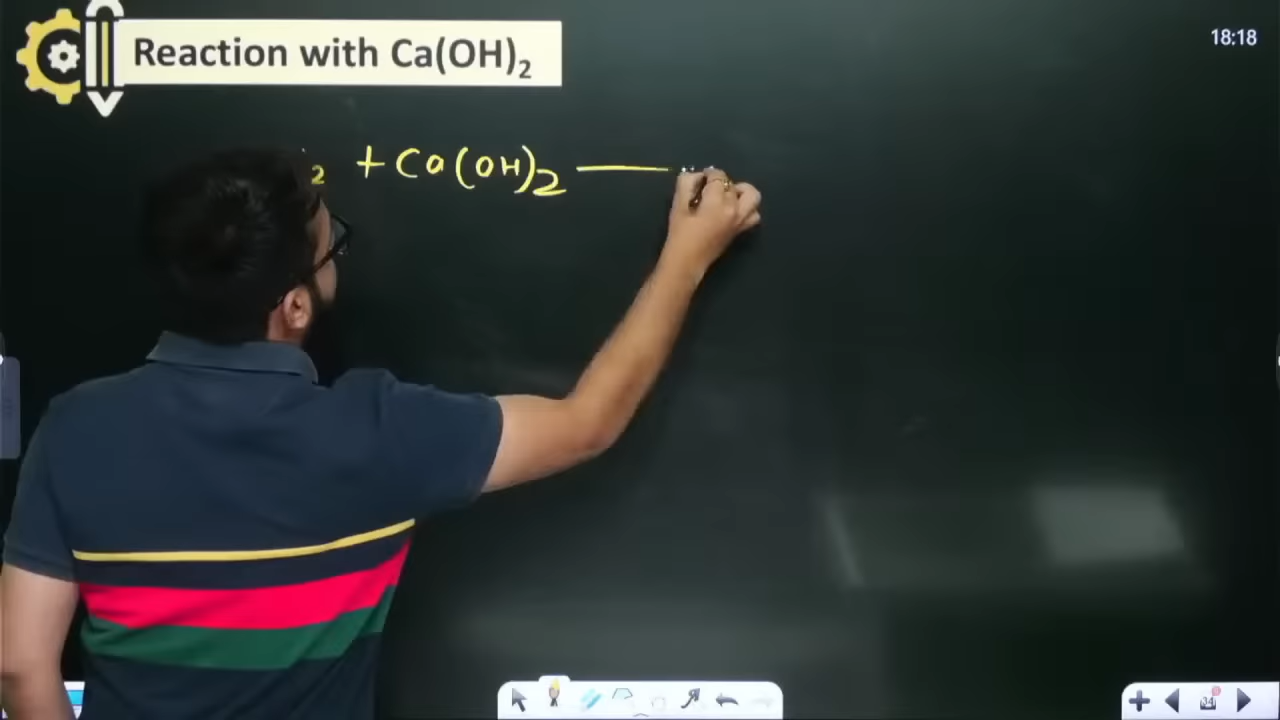 Reaction with Ca(OH)₂
18:18
₂ + Ca(OH)₂